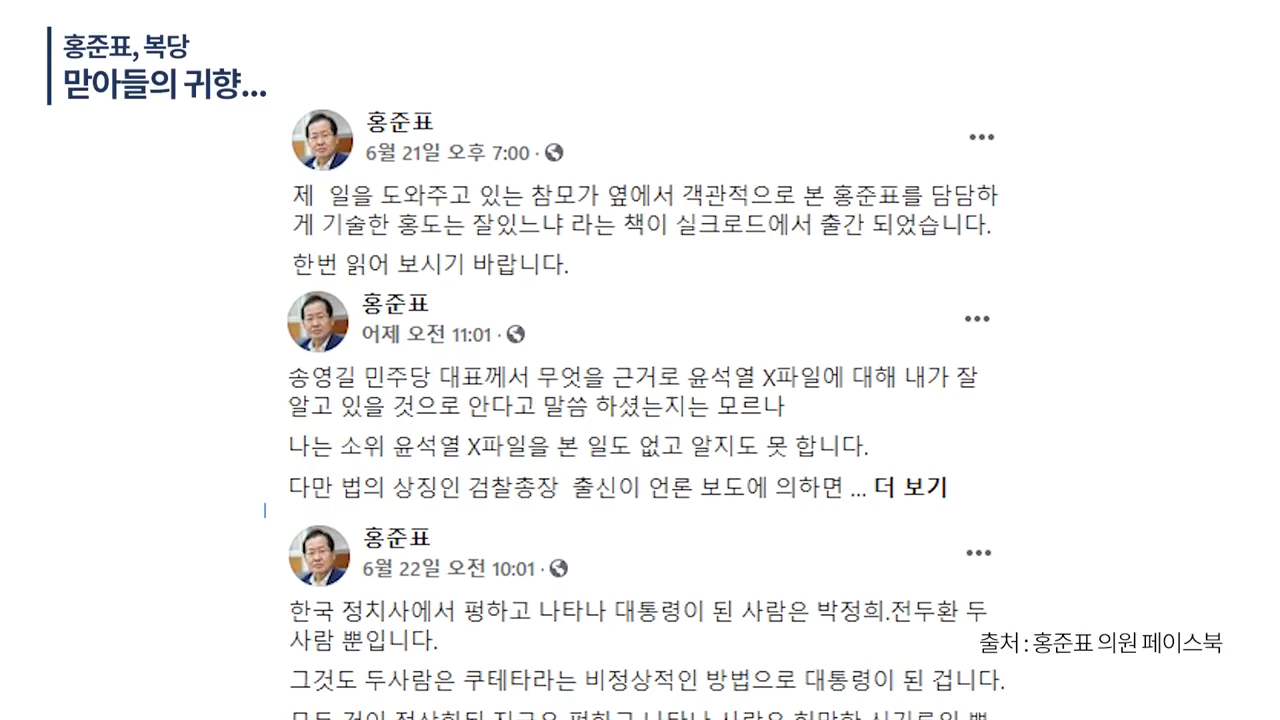 홍준표, 복당
맏아들의 귀향...
홍준표
6월 21일 오후 7:00 ·
제 일을 도와주고 있는 참모가 옆에서 객관적으로 본 홍준표를 담담하
게 기술한 홍도는 잘있느냐 라는 책이 실크로드에서 출간 되었습니다.
한번 읽어 보시기 바랍니다.
홍준표
어제 오전 11:01 ·
송영길 민주당 대표께서 무엇을 근거로 윤석열 X파일에 대해 내가 잘
알고 있을 것으로 안다고 말씀 하셨는지는 모르나
나는 소위 윤석열 X파일을 본 일도 없고 알지도 못 합니다.
다만 법의 상징인 검찰총장 출신이 언론 보도에 의하면 ... 더 보기
홍준표
6월 22일 오전 10:01 ·
한국 정치사에서 펑하고 나타나 대통령이 된 사람은 박정희.전두환 두
사람 뿐입니다.
출처 : 홍준표 의원 페이스북
그것도 두사람은 쿠테타라는 비정상적인 방법으로 대통령이 된 겁니다.